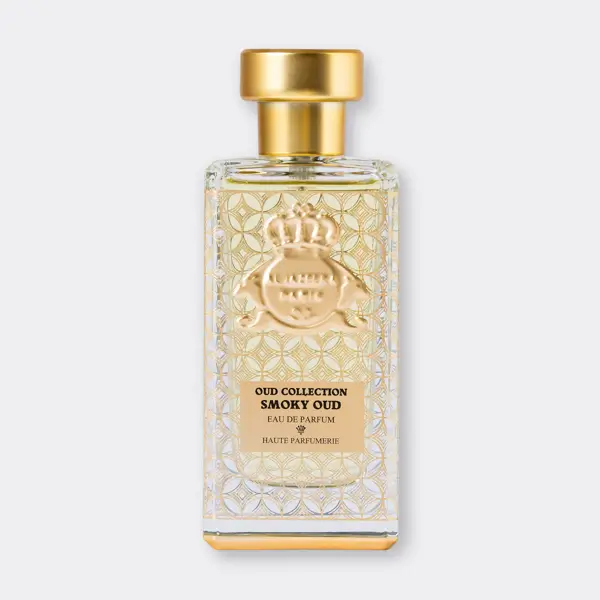 OUD COLLECTION
SMOKY OUD
EAU DE PARFUM
HAUTE PARFUMERIE